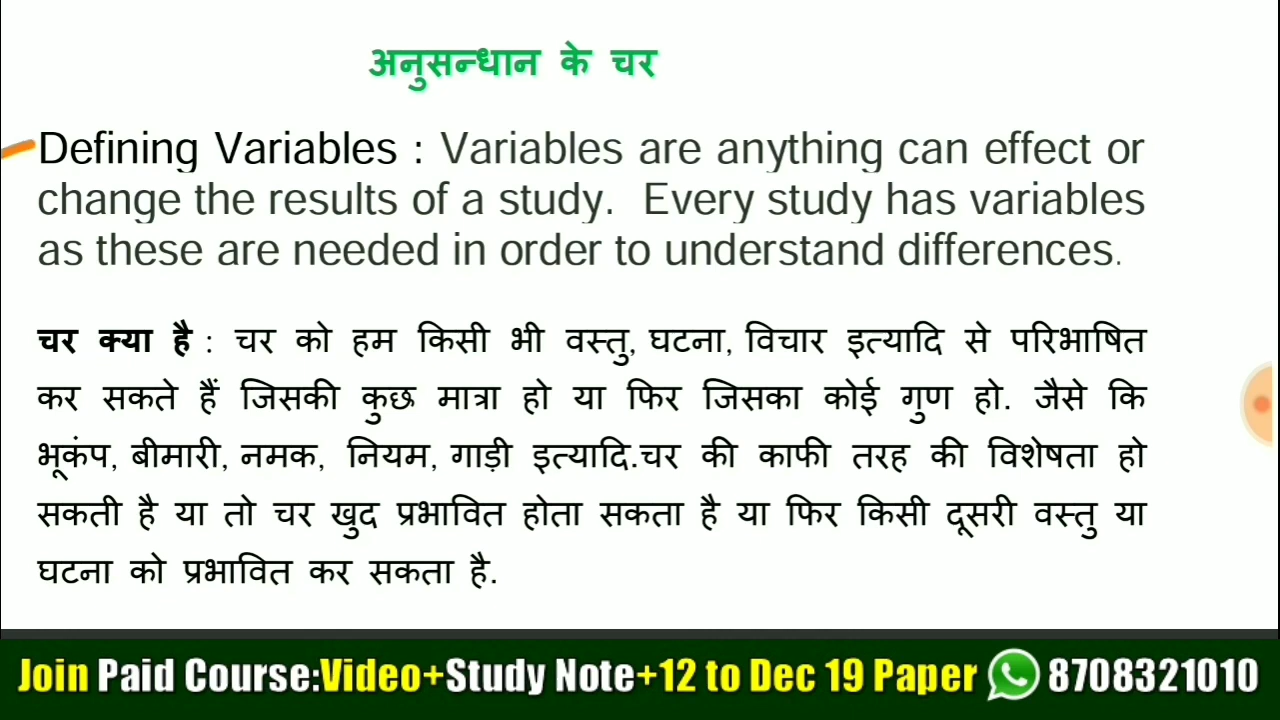 अनुसन्धान के चर
Defining Variables : Variables are anything can effect or
change the results of a study. Every study has variables
as these are needed in order to understand differences.
चर क्या है : चर को हम किसी भी वस्तु, घटना, विचार इत्यादि से परिभाषित
कर सकते हैं जिसकी कुछ मात्रा हो या फिर जिसका कोई गुण हो. जैसे कि
भूकंप, बीमारी, नमक, नियम, गाड़ी इत्यादि.चर की काफी तरह की विशेषता हो
सकती है या तो चर खुद प्रभावित होता सकता है या फिर किसी दूसरी वस्तु या
घटना को प्रभावित कर सकता है.
Join Paid Course:Video+Study Note+12 to Dec 19 Paper 8708321010